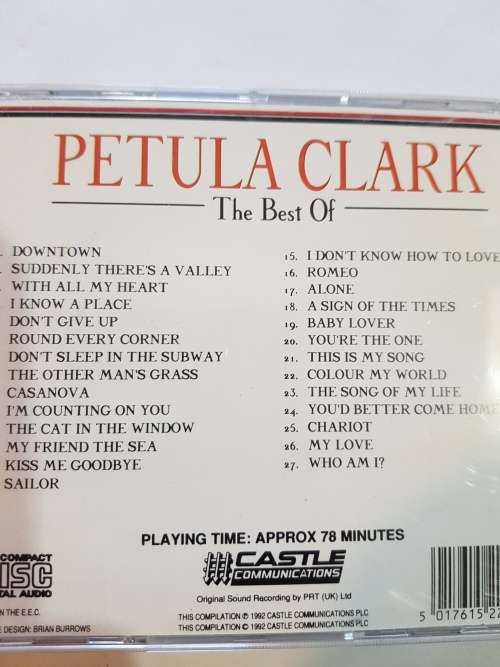 PETULA CLARK
The Best Of
DOWNTOWN
SUDDENLY THERE'S A VALLEY
WITH ALL MY HEART
I KNOW A PLACE
DON'T GIVE UP
ROUND EVERY CORNER
DON'T SLEEP IN THE SUBWAY
THE OTHER MAN'S GRASS
CASANOVA
I'M COUNTING ON YOU
THE CAT IN THE WINDOW
MY FRIEND THE SEA
KISS ME GOODBYE
SAILOR
15. I DON'T KNOW HOW TO LOVE
16. ROMEO
17. ALONE
18. A SIGN OF THE TIMES
19. BABY LOVER
20. YOU'RE THE ONE
21. THIS IS MY SONG
22. COLOUR MY WORLD
23. THE SONG OF MY LIFE
24. YOU'D BETTER COME HOME
25. CHARIOT
26. MY LOVE
27. WHO AM I?
PLAYING TIME: APPROX 78 MINUTES
COMPACT
DISC
TAL AUDIO
CASTLE
COMMUNICATIONS
Original Sound Recording by PRT (UK) Ltd
N THE E.E.C.
DESIGN: BRIAN BURROWS
THIS COMPILATION ℗ 1992 CASTLE COMMUNICATIONS PLC
THIS COMPILATION © 1992 CASTLE COMMUNICATIONS PLC
5 017615 22